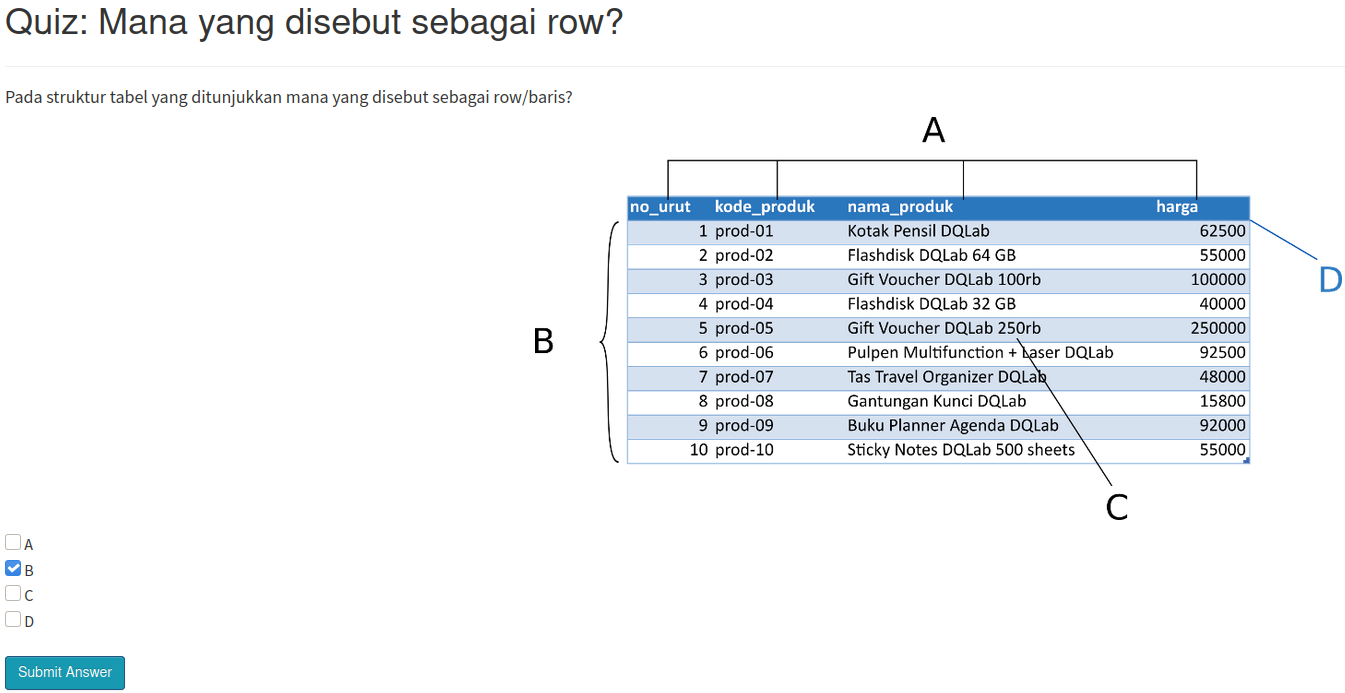 Quiz: Mana yang disebut sebagai row?
Pada struktur tabel yang ditunjukkan mana yang disebut sebagai row/baris?
A
no_urut kode_produk nama_produk harga
1 prod-01 Kotak Pensil DQLab 62500
2 prod-02 Flashdisk DQLab 64 GB 55000
3 prod-03 Gift Voucher DQLab 100rb 100000
4 prod-04 Flashdisk DQLab 32 GB 40000
5 prod-05 Gift Voucher DQLab 250rb 250000
6 prod-06 Pulpen Multifunction + Laser DQLab 92500
7 prod-07 Tas Travel Organizer DQLab 48000
8 prod-08 Gantungan Kunci DQLab 15800
9 prod-09 Buku Planner Agenda DQLab 92000
10 prod-10 Sticky Notes DQLab 500 sheets 55000
B
D
C
A
B
C
D
Submit Answer